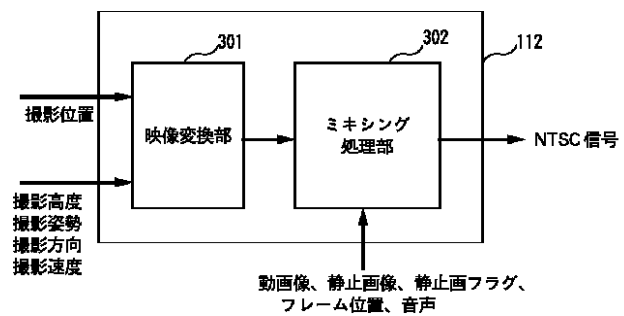 301
302
112
撮影位置
映像変換部
ミキシング
処理部
NTSC信号
撮影高度
撮影姿勢
撮影方向
撮影速度
動画像、静止画像、静止画フラグ、
フレーム位置、音声